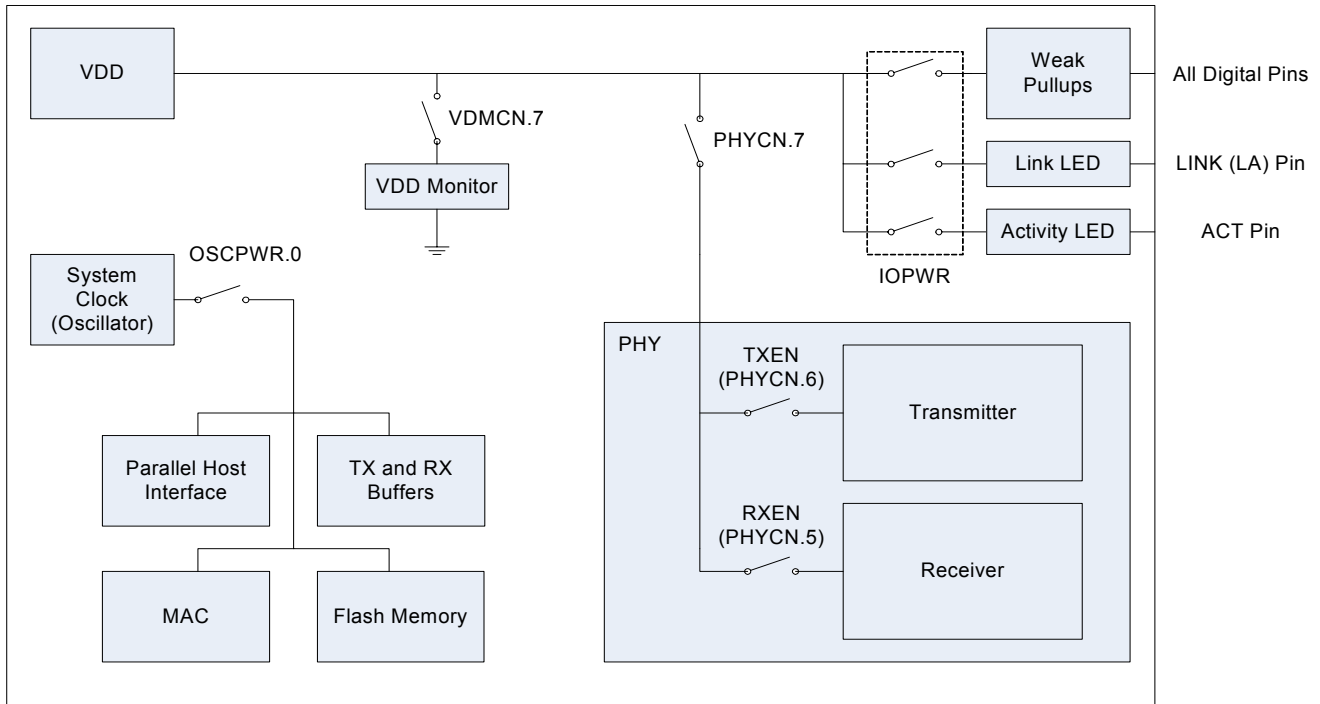 VDD
VDMCN.7
VDD Monitor
PHYCN.7
IOPWR
Weak
Pullups
All Digital Pins
Link LED
LINK (LA) Pin
Activity LED
ACT Pin
System
Clock
(Oscillator)
OSCPWR.0
Parallel Host
Interface
TX and RX
Buffers
MAC
Flash Memory
PHY
TXEN
(PHYCN.6)
Transmitter
RXEN
(PHYCN.5)
Receiver